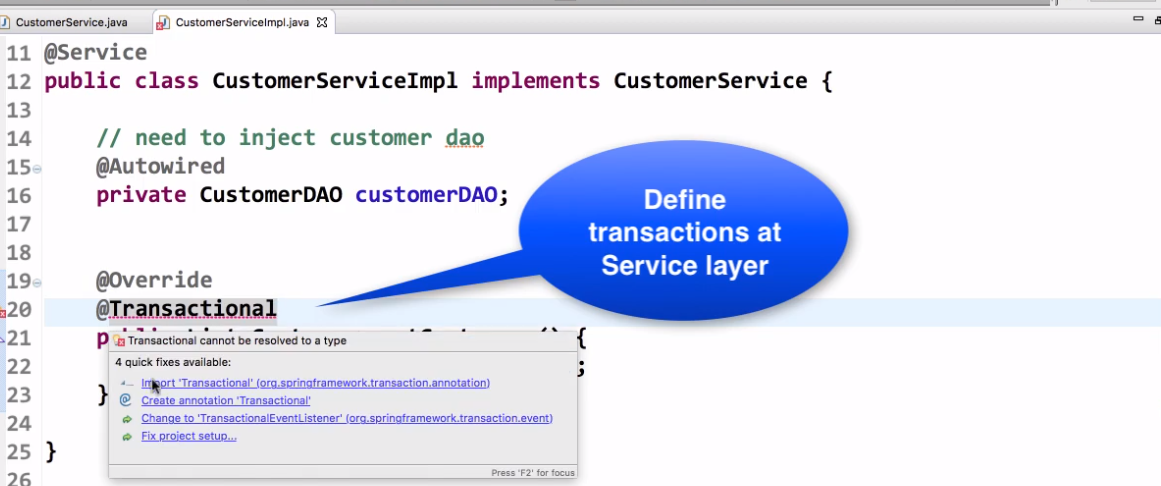 CustomerService.java
CustomerServiceImpl.java
11 @Service
12 public class CustomerServiceImpl implements CustomerService {
13
14 // need to inject customer dao
15 @Autowired
16 private CustomerDAO customerDAO;
17
18
19 @Override
20 @Transactional
21 {
22 ;
23 }
24
25 }
26
Define
transactions at
Service layer
Transactional cannot be resolved to a type
4 quick fixes available:
Import 'Transactional' (org.springframework.transaction.annotation)
Create annotation 'Transactional'
Change to 'TransactionalEventListener' (org.springframework.transaction.event)
Fix project setup...
Press 'F2' for focus